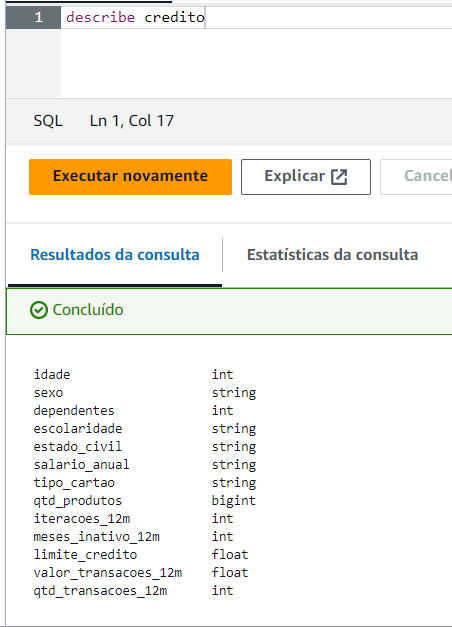 1 describe credito
SQL Ln 1, Col 17
Executar novamente Explicar Cancel
Resultados da consulta Estatísticas da consulta
Concluído
idade int
sexo string
dependentes int
escolaridade string
estado_civil string
salario_anual string
tipo_cartao string
qtd_produtos bigint
iteracoes_12m int
meses_inativo_12m int
limite_credito float
valor_transacoes_12m float
qtd_transacoes_12m int